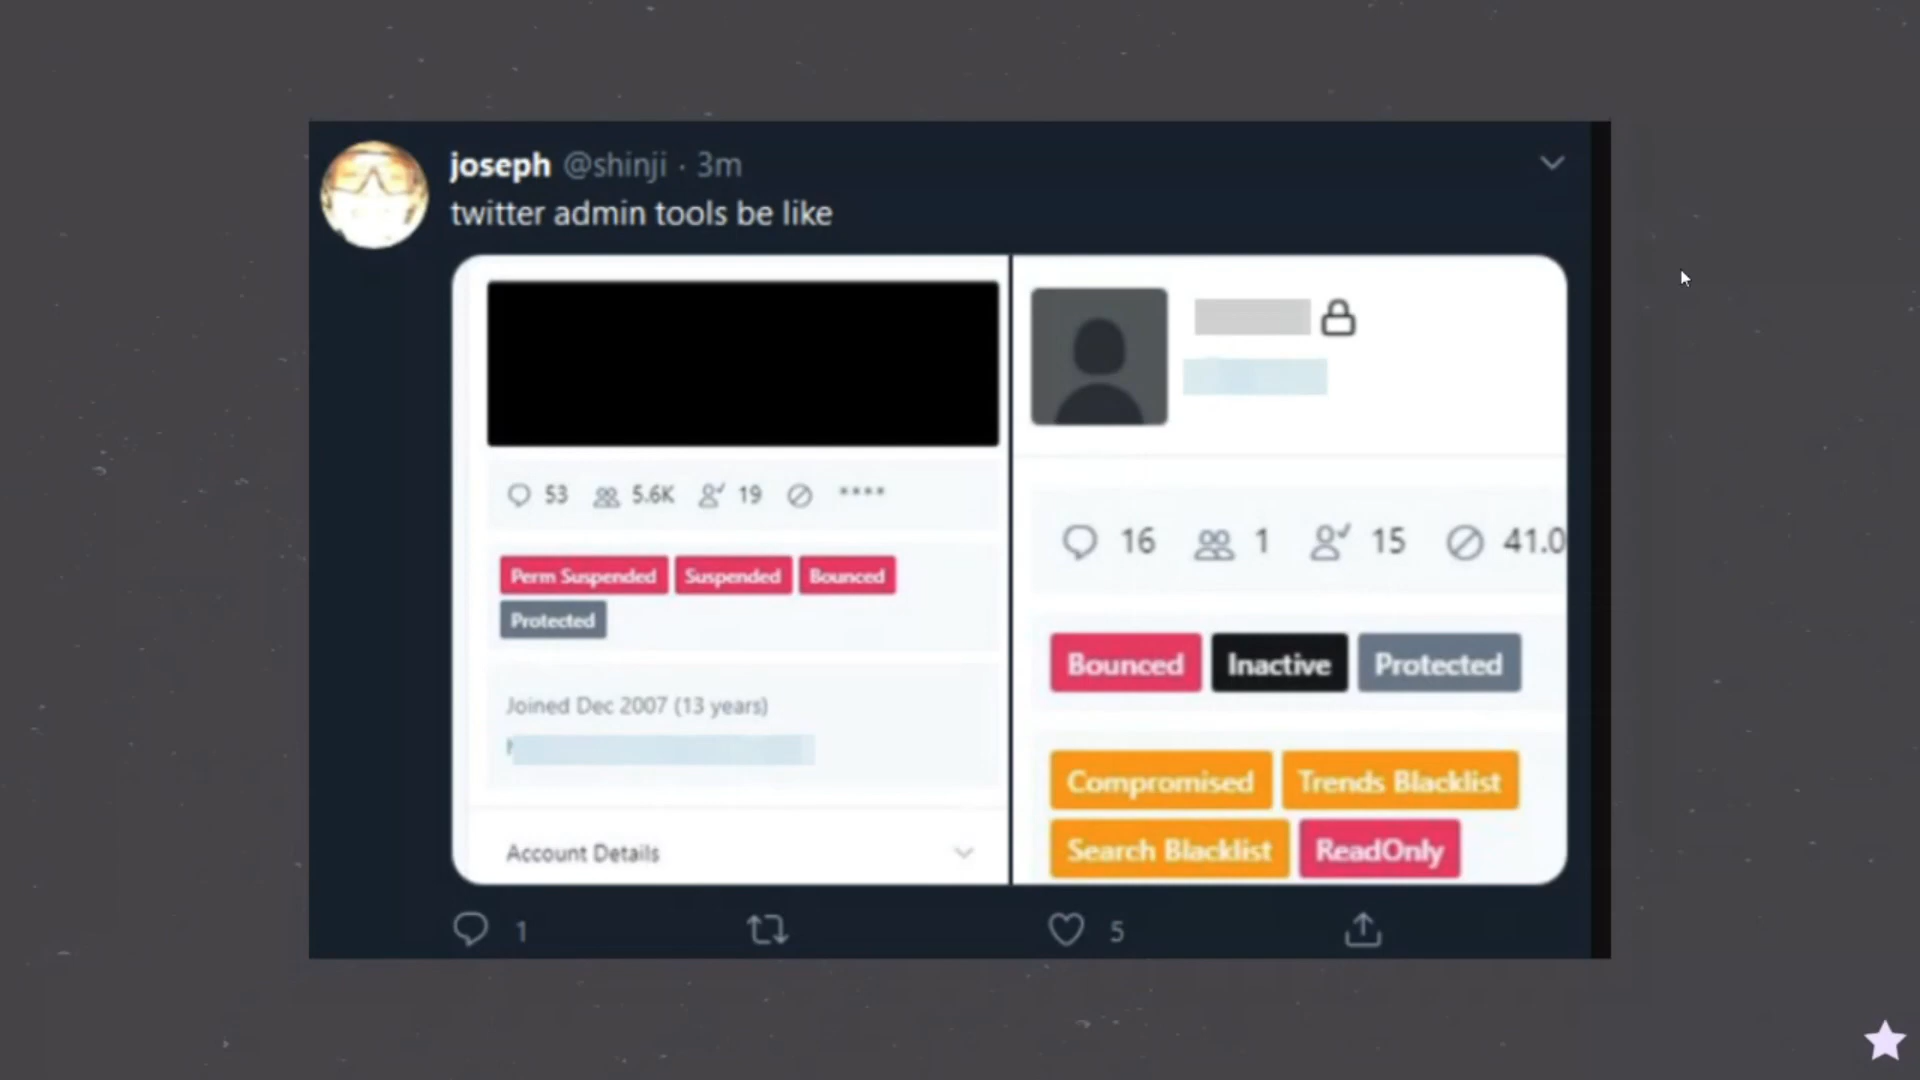 joseph @shinji · 3m
twitter admin tools be like
53 5.6K 19 ****
Perm Suspended Suspended Bounced
Protected
Joined Dec 2007 (13 years)
Account Details
16 1 15 41.0
Bounced Inactive Protected
Compromised Trends Blacklist
Search Blacklist ReadOnly
1 5